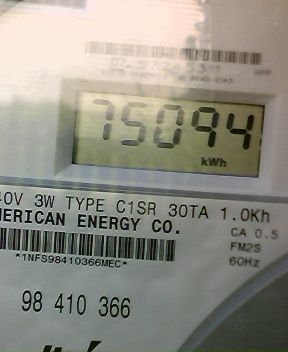 75094
kWh
40V 3W TYPE C1SR 30TA 1.0Kh
MERICAN ENERGY CO.
CA 0.5
FM2S
60Hz
*1NFS98410366MEC*
98 410 366